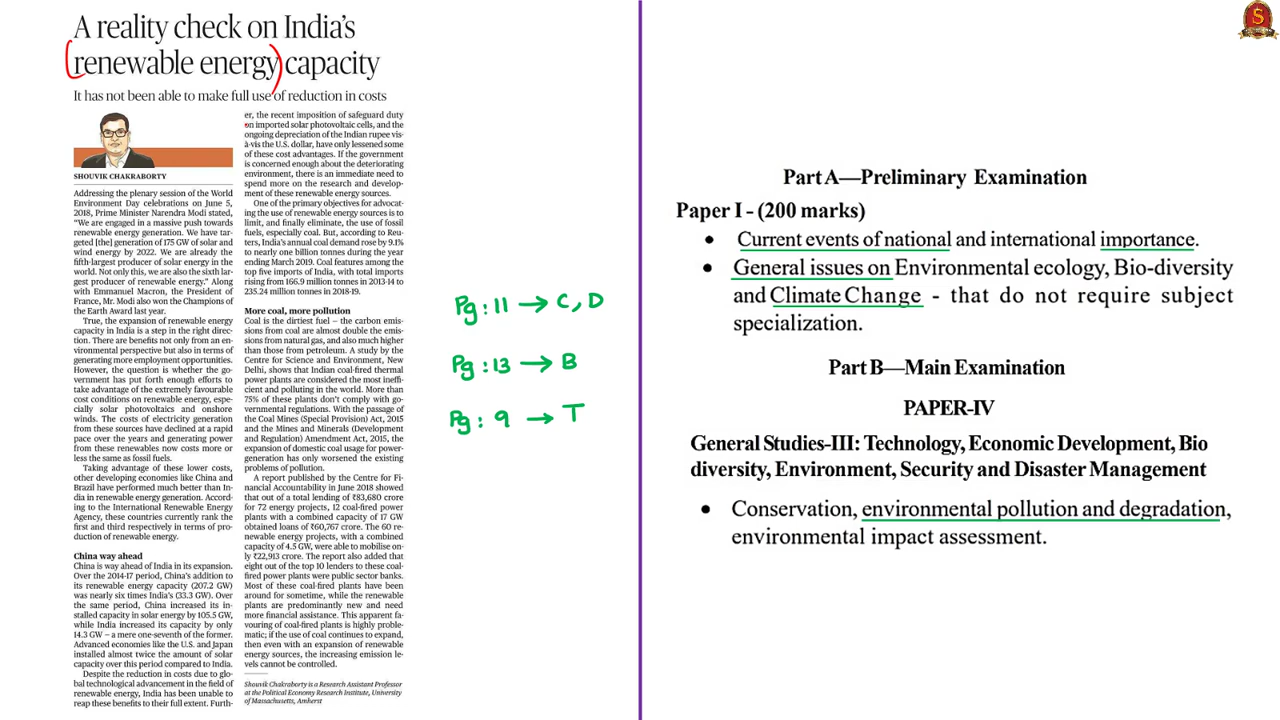 A reality check on India's
renewable energy capacity
It has not been able to make full use of reduction in costs
SHOUVIK CHAKRABORTY
Addressing the plenary session of the World
Environment Day celebrations on June 5,
2018, Prime Minister Narendra Modi stated,
"We are engaged in a massive push towards
renewable energy generation. We have tar-
geted [the] generation of 175 GW of solar and
wind energy by 2022. We are already the
fifth-largest producer of solar energy in the
world. Not only this, we are also the sixth lar-
gest producer of renewable energy." Along
with Emmanuel Macron, the President of
France, Mr. Modi also won the Champions of
the Earth Award last year.
True, the expansion of renewable energy
capacity in India is a step in the right direc-
tion. There are benefits not only from an en-
vironmental perspective but also in terms of
generating more employment opportunities.
However, the question is whether the go-
vernment has put forth enough efforts to
take advantage of the extremely favourable
cost conditions on renewable energy, espe-
cially solar photovoltaics and onshore
winds. The costs of electricity generation
from these sources have declined at a rapid
pace over the years and generating power
from these renewables now costs more or
less the same as fossil fuels.
Taking advantage of these lower costs,
other developing economies like China and
Brazil have performed much better than In-
dia in renewable energy generation. Accord-
ing to the International Renewable Energy
Agency, these countries currently rank the
first and third respectively in terms of pro-
duction of renewable energy.
China way ahead
China is way ahead of India in its expansion.
Over the 2014-17 period, China's addition to
its renewable energy capacity (207.2 GW)
was nearly six times India's (33.3 GW). Over
the same period, China increased its in-
stalled capacity in solar energy by 105.5 GW,
while India increased its capacity by only
14.3 GW – a mere one-seventh of the former.
Advanced economies like the U.S. and Japan
installed almost twice the amount of solar
capacity over this period compared to India.
Despite the reduction in costs due to glo-
bal technological advancement in the field of
renewable energy, India has been unable to
reap these benefits to their full extent. Furth-
er, the recent imposition of safeguard duty
on imported solar photovoltaic cells, and the
ongoing depreciation of the Indian rupee vis-
à-vis the U.S. dollar, have only lessened some
of these cost advantages. If the government
is concerned enough about the deteriorating
environment, there is an immediate need to
spend more on the research and develop-
ment of these renewable energy sources.
One of the primary objectives for advocat-
ing the use of renewable energy sources is to
limit, and finally eliminate, the use of fossil
fuels, especially coal. But, according to Reu-
ters, India's annual coal demand rose by 9.1%
to nearly one billion tonnes during the year
ending March 2019. Coal features among the
top five imports of India, with total imports
rising from 166.9 million tonnes in 2013-14 to
235.24 million tonnes in 2018-19.
More coal, more pollution
Coal is the dirtiest fuel – the carbon emis-
sions from coal are almost double the emis-
sions from natural gas, and also much higher
than those from petroleum. A study by the
Centre for Science and Environment, New
Delhi, shows that Indian coal-fired thermal
power plants are considered the most ineffi-
cient and polluting in the world. More than
75% of these plants don't comply with go-
vernmental regulations. With the passage of
the Coal Mines (Special Provision) Act, 2015
and the Mines and Minerals (Development
and Regulation) Amendment Act, 2015, the
expansion of domestic coal usage for power-
generation has only worsened the existing
problems of pollution.
A report published by the Centre for Fi-
nancial Accountability in June 2018 showed
that out of a total lending of ₹83,680 crore
for 72 energy projects, 12 coal-fired power
plants with a combined capacity of 17 GW
obtained loans of ₹60,767 crore. The 60 re-
newable energy projects, with a combined
capacity of 4.5 GW, were able to mobilise on-
ly ₹22,913 crore. The report also added that
eight out of the top 10 lenders to these coal-
fired power plants were public sector banks.
Most of these coal-fired plants have been
around for sometime, while the renewable
plants are predominantly new and need
more financial assistance. This apparent fa-
vouring of coal-fired plants is highly proble-
matic; if the use of coal continues to expand,
then even with an expansion of renewable
energy sources, the increasing emission le-
vels cannot be controlled.
Shouvik Chakraborty is a Research Assistant Professor
at the Political Economy Research Institute, University
of Massachusetts, Amherst
Pg : 11 → C, D
Pg : 13 → B
Pg : 9 → T
Part A—Preliminary Examination
Paper I - (200 marks)
• Current events of national and international importance.
• General issues on Environmental ecology, Bio-diversity
and Climate Change - that do not require subject
specialization.
Part B—Main Examination
PAPER-IV
General Studies-III: Technology, Economic Development, Bio
diversity, Environment, Security and Disaster Management
• Conservation, environmental pollution and degradation,
environmental impact assessment.
S